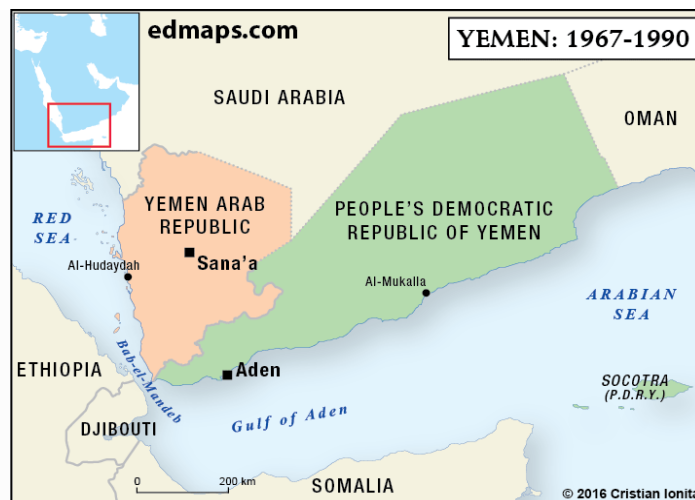 edmaps.com
YEMEN: 1967-1990
SAUDI ARABIA
OMAN
RED
SEA
YEMEN ARAB
REPUBLIC
PEOPLE'S DEMOCRATIC
REPUBLIC OF YEMEN
Sana'a
Al-Hudaydah
Al-Mukalla
ARABIAN
SEA
ETHIOPIA
Bab-el-Mandeb
Aden
SOCOTRA
(P.D.R.Y.)
Gulf of Aden
DJIBOUTI
0
200 km
SOMALIA
© 2016 Cristian Ionita